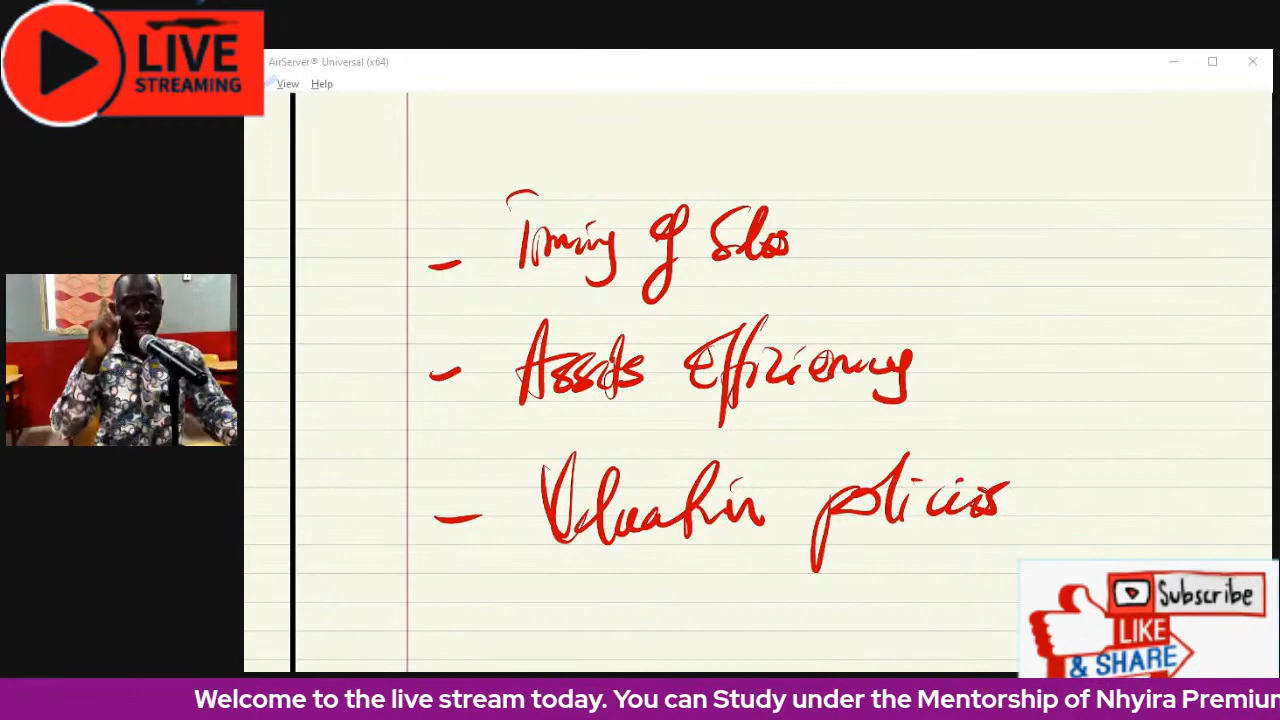 LIVE
STREAMING
AirServer® Universal (x64)
View Help
- Timing of Sales
- Assets Efficiency
- Valuation policies
Subscribe
LIKE
& SHARE
Welcome to the live stream today. You can Study under the Mentorship of Nhyira Premium